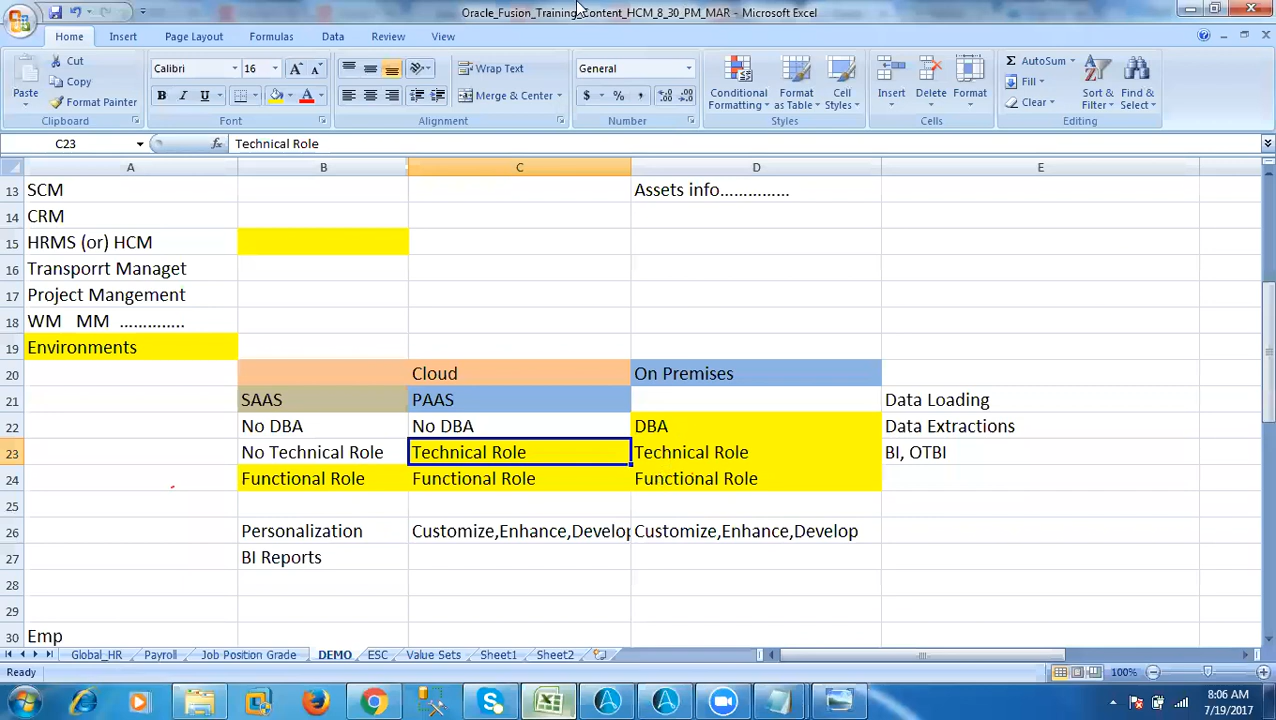 Oracle_Fusion_Training_Content_HCM_8_30_PM_MAR - Microsoft Excel
Home Insert Page Layout Formulas Data Review View
Paste Cut Copy Format Painter Clipboard
Calibri 16 A A B I U A Font
Wrap Text Merge & Center Alignment
General $ % , Number
Conditional Formatting Format as Table Cell Styles Styles
Insert Delete Format Cells
Σ AutoSum Fill Clear Sort & Filter Find & Select Editing
C23 fx Technical Role
A B C D E
13 SCM Assets info...............
14 CRM
15 HRMS (or) HCM
16 Transporrt Managet
17 Project Mangement
18 WM MM ..............
19 Environments
20 Cloud On Premises
21 SAAS PAAS Data Loading
22 No DBA No DBA DBA Data Extractions
23 No Technical Role Technical Role Technical Role BI, OTBI
24 Functional Role Functional Role Functional Role
25
26 Personalization Customize,Enhance,Develop Customize,Enhance,Develop
27 BI Reports
28
29
30 Emp
Global_HR Payroll Job Position Grade DEMO ESC Value Sets Sheet1 Sheet2
Ready 100%
8:06 AM
7/19/2017